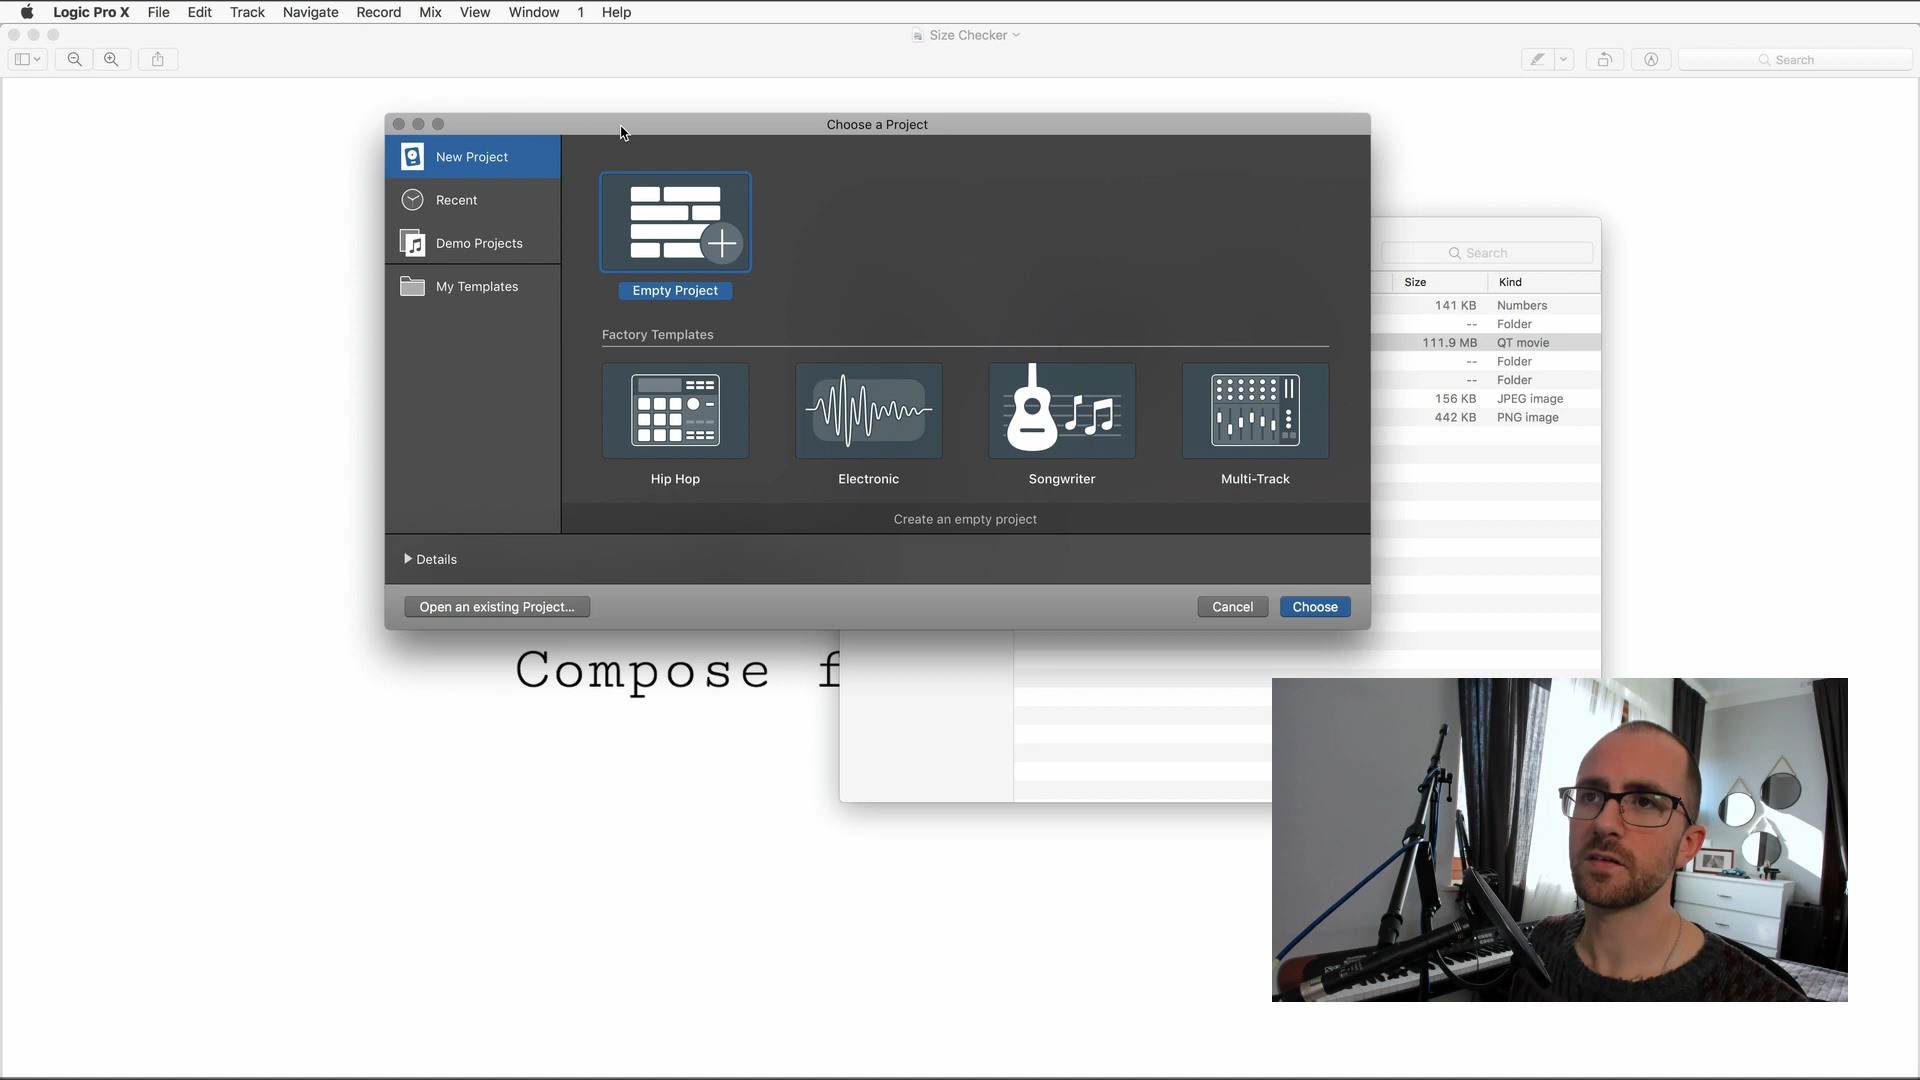 Logic Pro X File Edit Track Navigate Record Mix View Window 1 Help
Size Checker
Search
Choose a Project
New Project
Recent
Demo Projects
My Templates
Empty Project
Factory Templates
Hip Hop Electronic Songwriter Multi-Track
Create an empty project
Details
Open an existing Project... Cancel Choose
Search
Size Kind
141 KB Numbers
-- Folder
111.9 MB QT movie
-- Folder
-- Folder
156 KB JPEG image
442 KB PNG image
Compose f